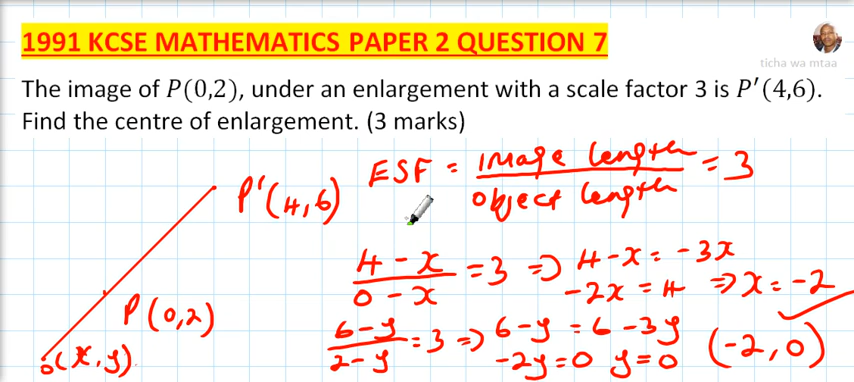 1991 KCSE MATHEMATICS PAPER 2 QUESTION 7
ticha wa mtaa
The image of P(0,2), under an enlargement with a scale factor 3 is P′(4,6).
Find the centre of enlargement. (3 marks)
ESF = image length / object length = 3
P'(4,6)
P(0,2)
o(x,y)
(4-x)/(0-x) = 3 ⇒ 4-x = -3x
-2x = 4 ⇒ x = -2
(6-y)/(2-y) = 3 ⇒ 6-y = 6-3y
-2y=0 y=0
(-2,0)